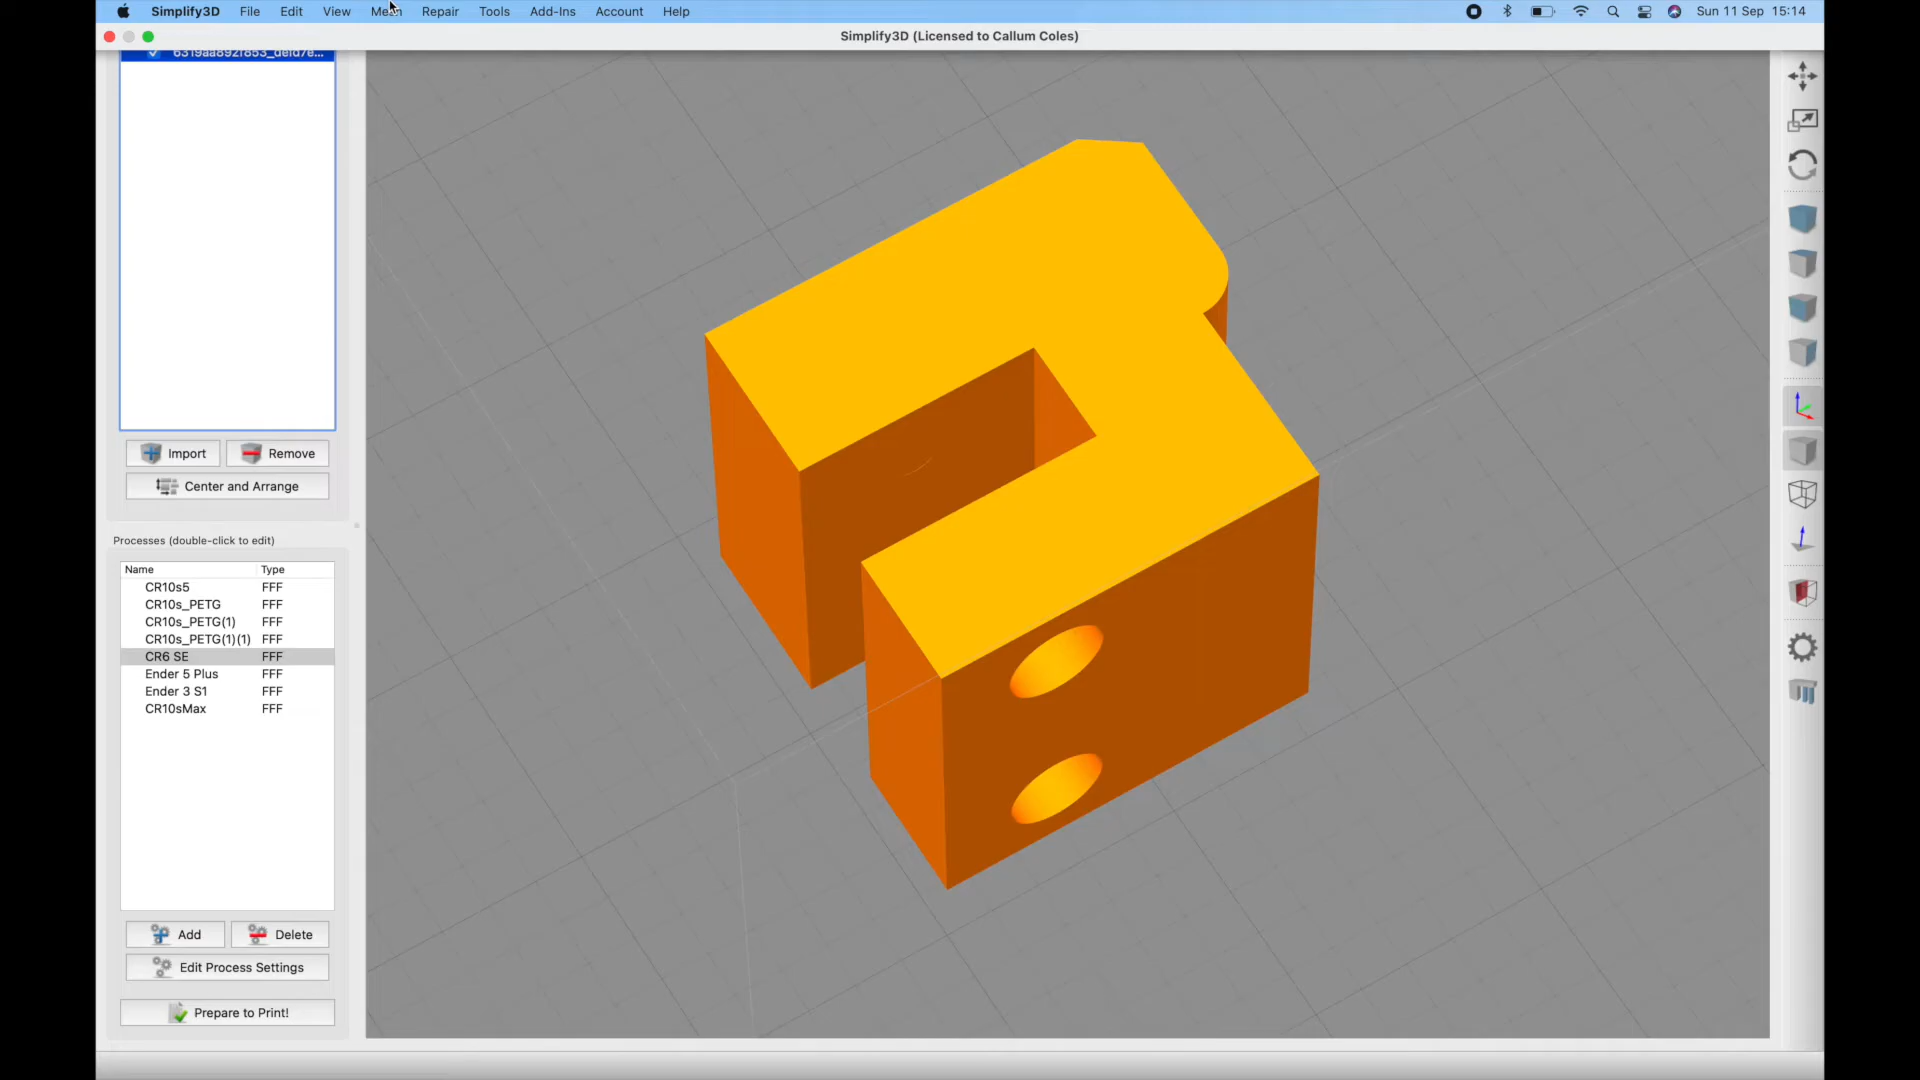 Simplify3D File Edit View Mesh Repair Tools Add-Ins Account Help Sun 11 Sep 15:14
Simplify3D (Licensed to Callum Coles)
Import Remove
Center and Arrange
Processes (double-click to edit)
Name Type
CR10s5 FFF
CR10s_PETG FFF
CR10s_PETG(1) FFF
CR10s_PETG(1)(1) FFF
CR6 SE FFF
Ender 5 Plus FFF
Ender 3 S1 FFF
CR10sMax FFF
Add Delete
Edit Process Settings
Prepare to Print!